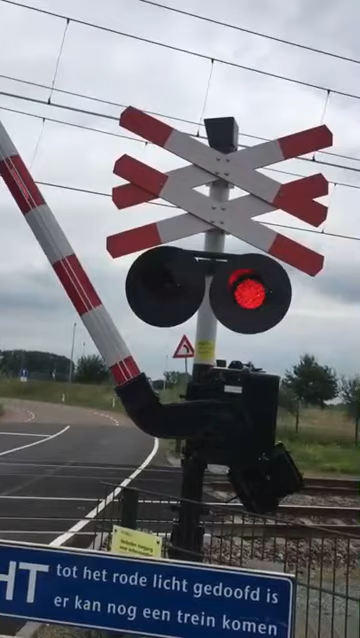 HT
tot het rode licht gedoofd is
er kan nog een trein komen